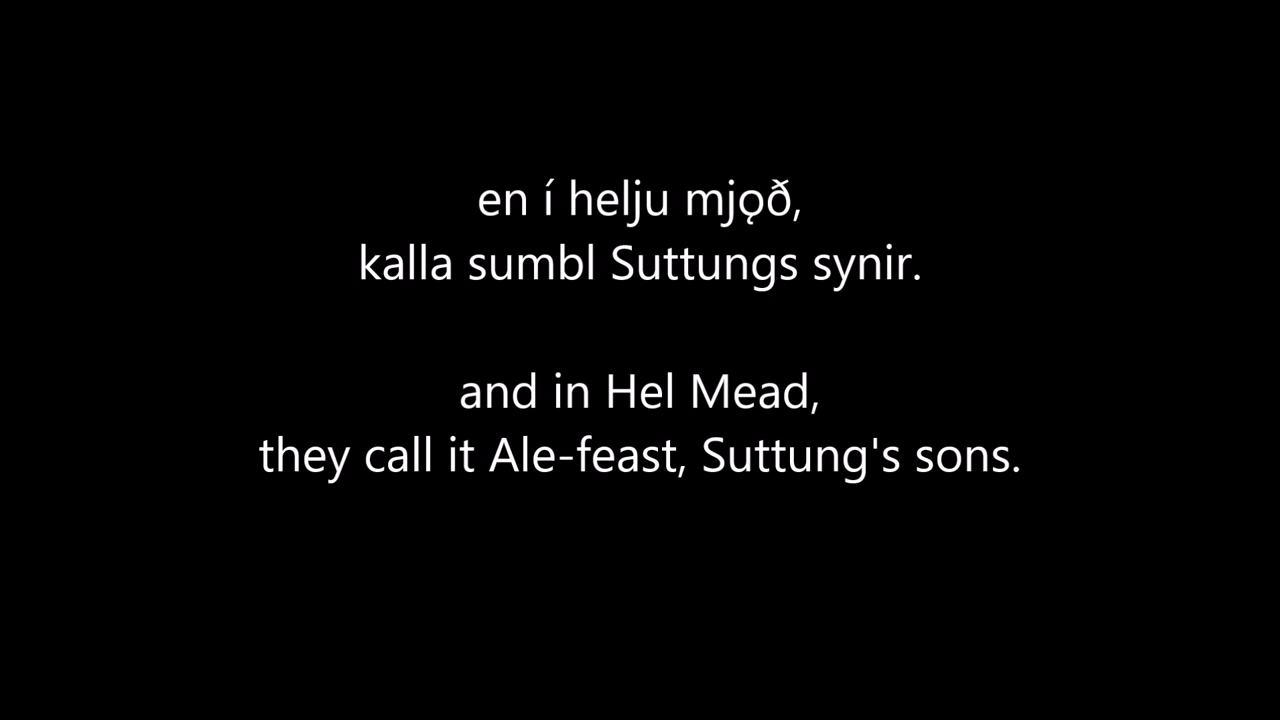 en í helju mjǫð,
kalla sumbl Suttungs synir.
and in Hel Mead,
they call it Ale-feast, Suttung's sons.